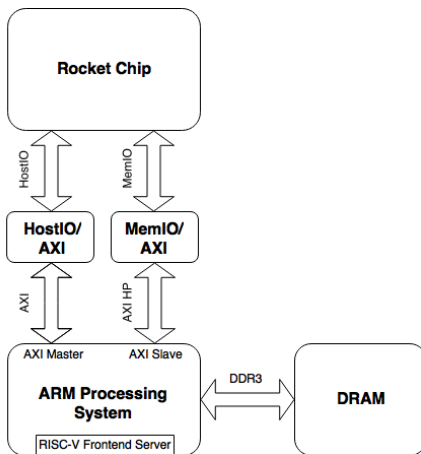 Rocket Chip
HostIO
MemIO
HostIO/
AXI
MemIO/
AXI
AXI
AXI HP
AXI Master
AXI Slave
ARM Processing
System
RISC-V Frontend Server
DDR3
DRAM